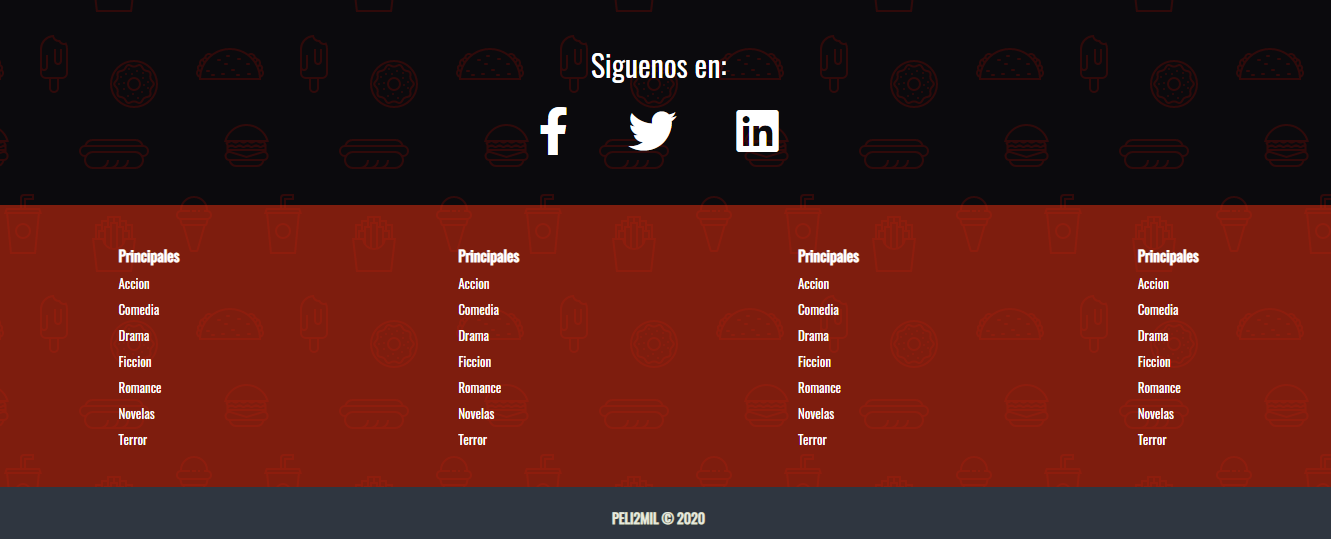 Siguenos en:
Principales
Accion
Comedia
Drama
Ficcion
Romance
Novelas
Terror
Principales
Accion
Comedia
Drama
Ficcion
Romance
Novelas
Terror
Principales
Accion
Comedia
Drama
Ficcion
Romance
Novelas
Terror
Principales
Accion
Comedia
Drama
Ficcion
Romance
Novelas
Terror
PELI2MIL © 2020